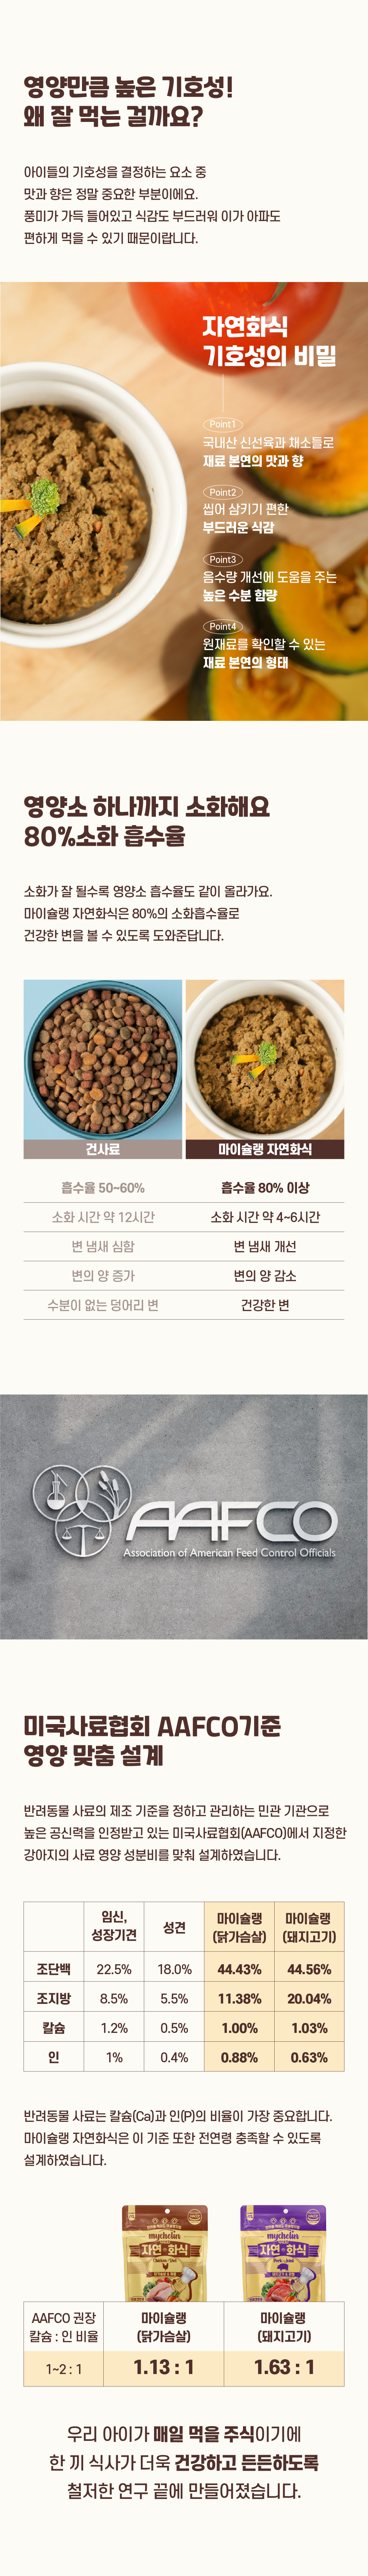 영양만큼 높은 기호성!
왜 잘 먹는 걸까요?
아이들의 기호성을 결정하는 요소 중
맛과 향은 정말 중요한 부분이에요.
풍미가 가득 들어있고 식감도 부드러워 이가 아파도
편하게 먹을 수 있기 때문이랍니다.
자연화식
기호성의 비밀
Point1
국내산 신선육과 채소들로
재료 본연의 맛과 향
Point2
씹어 삼키기 편한
부드러운 식감
Point3
음수량 개선에 도움을 주는
높은 수분 함량
Point4
원재료를 확인할 수 있는
재료 본연의 형태
영양소 하나까지 소화해요
80%소화 흡수율
소화가 잘 될수록 영양소 흡수율도 같이 올라가요.
마이슐랭 자연화식은 80%의 소화흡수율로
건강한 변을 볼 수 있도록 도와준답니다.
건사료 마이슐랭 자연화식
흡수율 50~60% 흡수율 80% 이상
소화 시간 약 12시간 소화 시간 약 4~6시간
변 냄새 심함 변 냄새 개선
변의 양 증가 변의 양 감소
수분이 없는 덩어리 변 건강한 변
AAFCO
Association of American Feed Control Officials
미국사료협회 AAFCO기준
영양 맞춤 설계
반려동물 사료의 제조 기준을 정하고 관리하는 민관 기관으로
높은 공신력을 인정받고 있는 미국사료협회(AAFCO)에서 지정한
강아지의 사료 영양 성분비를 맞춰 설계하였습니다.
임신,
성장기견 성견 마이슐랭
(닭가슴살) 마이슐랭
(돼지고기)
조단백 22.5% 18.0% 44.43% 44.56%
조지방 8.5% 5.5% 11.38% 20.04%
칼슘 1.2% 0.5% 1.00% 1.03%
인 1% 0.4% 0.88% 0.63%
반려동물 사료는 칼슘(Ca)과 인(P)의 비율이 가장 중요합니다.
마이슐랭 자연화식은 이 기준 또한 전연령 충족할 수 있도록
설계하였습니다.
mychelin
자연 화식
mychelin
자연 화식
AAFCO 권장
칼슘 : 인 비율 마이슐랭
(닭가슴살) 마이슐랭
(돼지고기)
1~2 : 1 1.13 : 1 1.63 : 1
우리 아이가 매일 먹을 주식이기에
한 끼 식사가 더욱 건강하고 든든하도록
철저한 연구 끝에 만들어졌습니다.